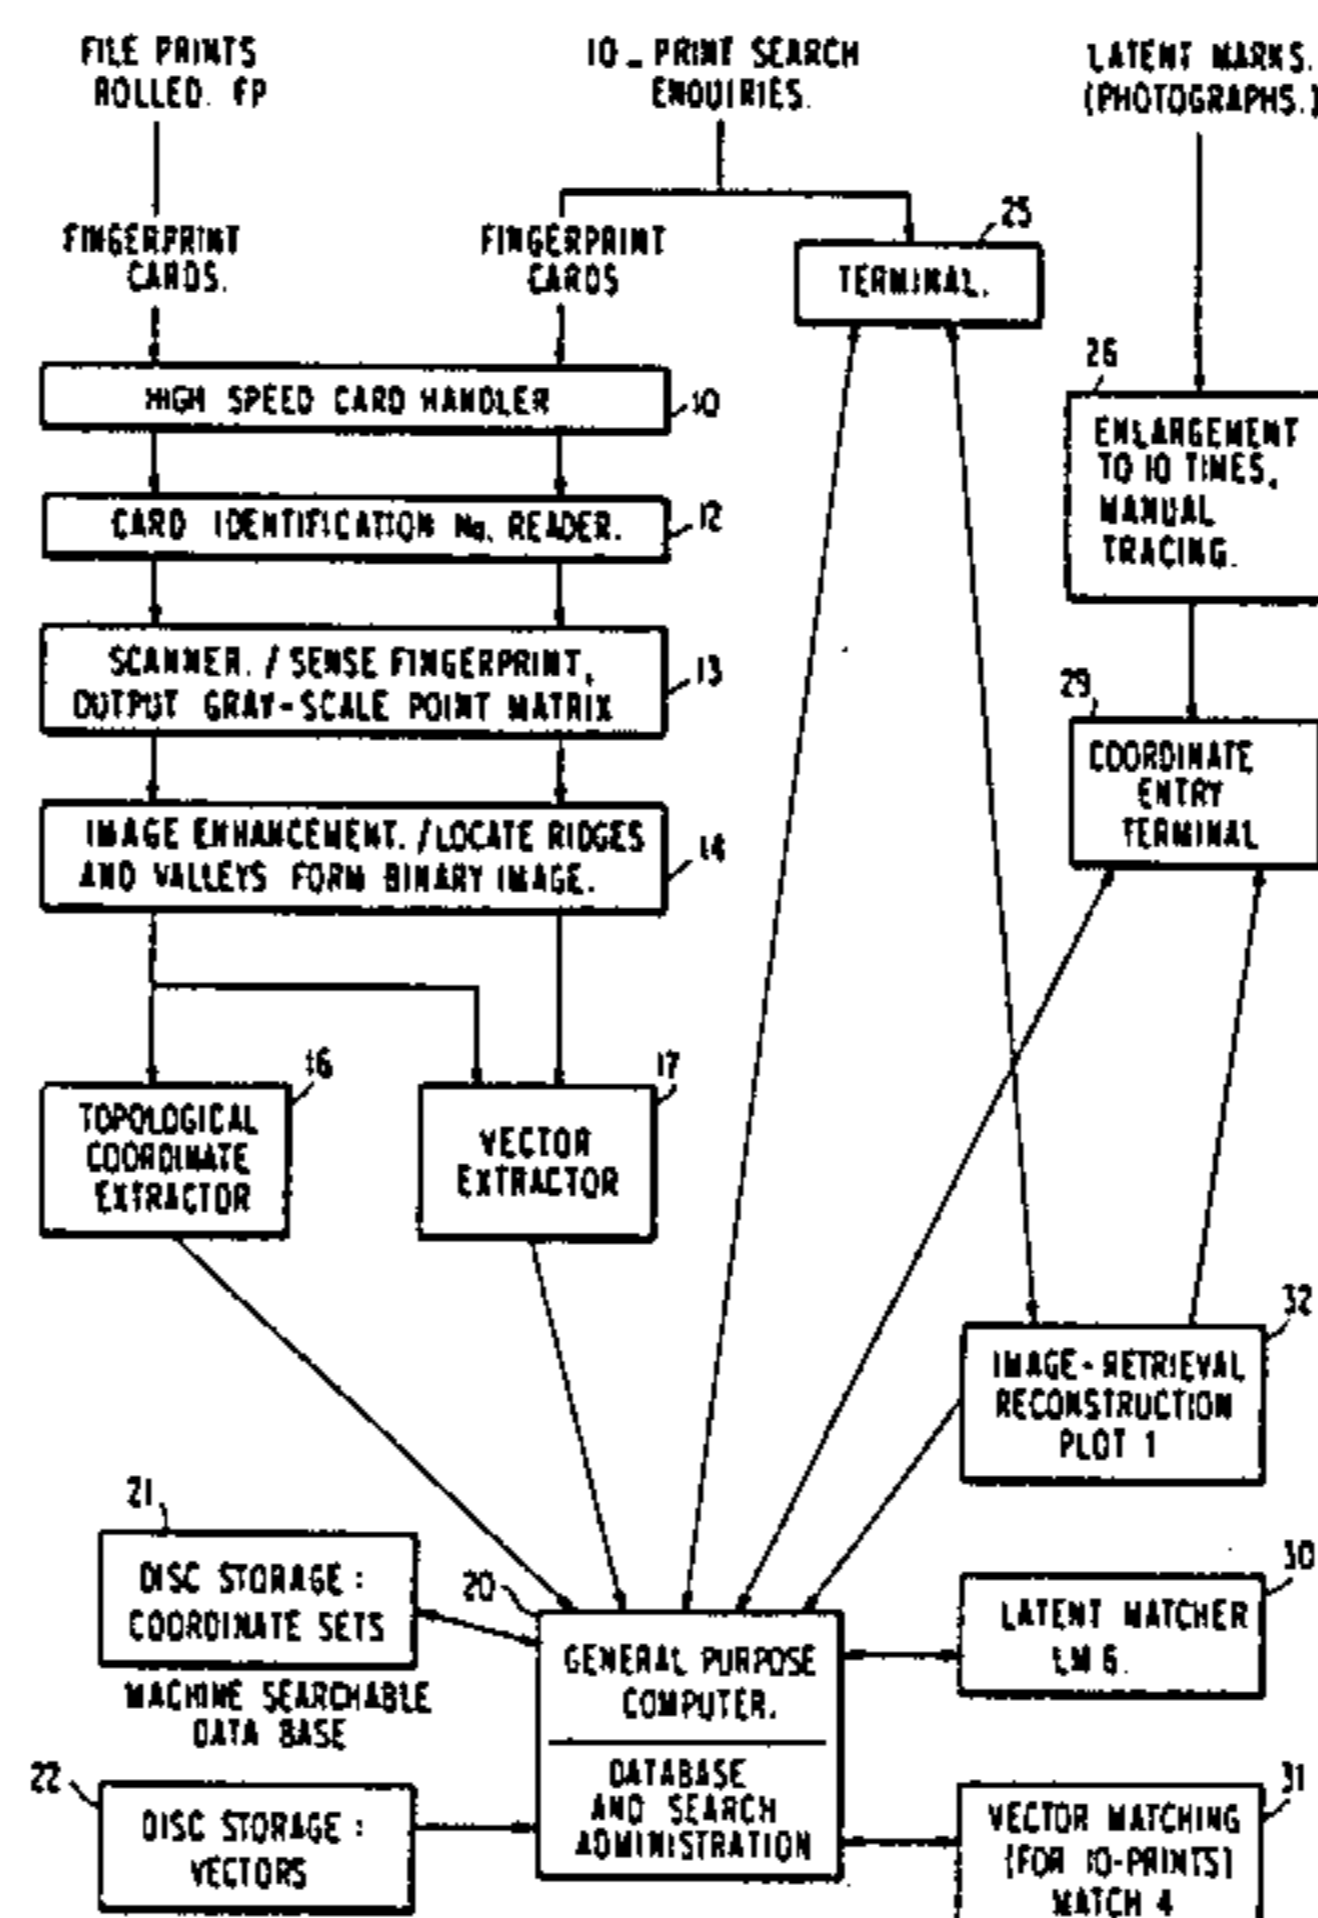 FILE PRINTS
ROLLED. FP
10_ PRINT SEARCH
ENQUIRIES.
LATENT MARKS.
(PHOTOGRAPHS.)
FINGERPRINT
CARDS.
FINGERPRINT
CARDS
25
TERMINAL.
HIGH SPEED CARD HANDLER
10
26
ENLARGEMENT
TO 10 TIMES,
MANUAL
TRACING.
CARD IDENTIFICATION No. READER.
12
SCANNER. / SENSE FINGERPRINT,
OUTPUT GRAY-SCALE POINT MATRIX
13
29
COORDINATE
ENTRY
TERMINAL
IMAGE ENHANCEMENT. /LOCATE RIDGES
AND VALLEYS FORM BINARY IMAGE.
14
16
TOPOLOGICAL
COORDINATE
EXTRACTOR
17
VECTOR
EXTRACTOR
32
IMAGE-RETRIEVAL
RECONSTRUCTION
PLOT 1
21
DISC STORAGE :
COORDINATE SETS
MACHINE SEARCHABLE
DATA BASE
20
GENERAL PURPOSE
COMPUTER.
DATABASE
AND SEARCH
ADMINISTRATION
30
LATENT MATCHER
LM 6.
22
DISC STORAGE :
VECTORS
31
VECTOR MATCHING
(FOR 10-PRINTS)
MATCH 4